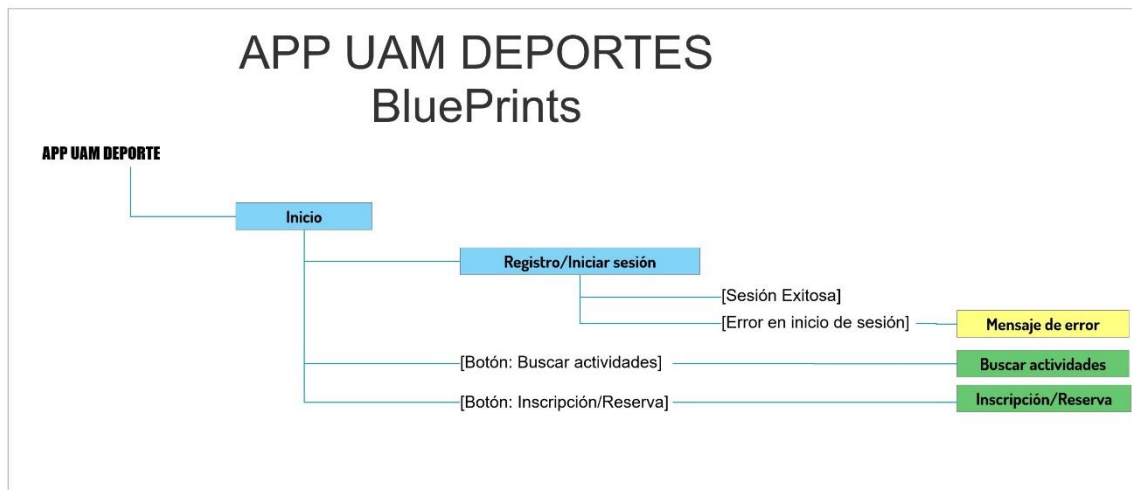 APP UAM DEPORTES
BluePrints
APP UAM DEPORTE
Inicio
Registro/Iniciar sesión
[Sesión Exitosa]
[Error en inicio de sesión]
Mensaje de error
[Botón: Buscar actividades]
Buscar actividades
[Botón: Inscripción/Reserva]
Inscripción/Reserva